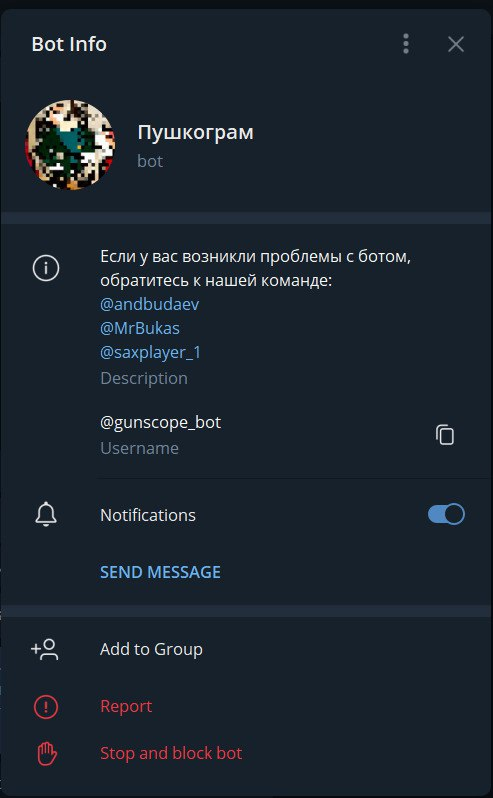 Bot Info
Пушкограм
bot
Если у вас возникли проблемы с ботом,
обратитесь к нашей команде:
@andbudaev
@MrBukas
@saxplayer_1
Description
@gunscope_bot
Username
Notifications
SEND MESSAGE
Add to Group
Report
Stop and block bot